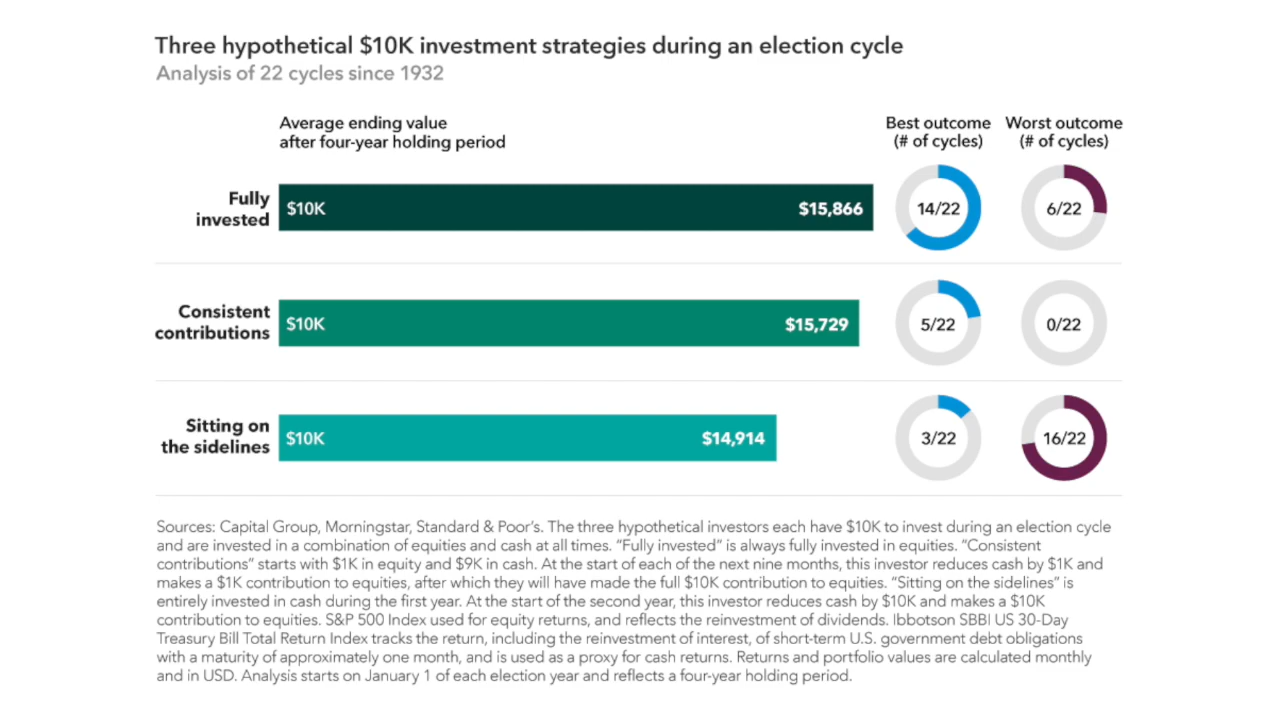 Three hypothetical $10K investment strategies during an election cycle
Analysis of 22 cycles since 1932
Average ending value
after four-year holding period
Best outcome
(# of cycles)
Worst outcome
(# of cycles)
Fully
invested
$10K
$15,866
14/22
6/22
Consistent
contributions
$10K
$15,729
5/22
0/22
Sitting on
the sidelines
$10K
$14,914
3/22
16/22
Sources: Capital Group, Morningstar, Standard & Poor’s. The three hypothetical investors each have $10K to invest during an election cycle
and are invested in a combination of equities and cash at all times. “Fully invested” is always fully invested in equities. “Consistent
contributions” starts with $1K in equity and $9K in cash. At the start of each of the next nine months, this investor reduces cash by $1K and
makes a $1K contribution to equities, after which they will have made the full $10K contribution to equities. “Sitting on the sidelines” is
entirely invested in cash during the first year. At the start of the second year, this investor reduces cash by $10K and makes a $10K
contribution to equities. S&P 500 Index used for equity returns, and reflects the reinvestment of dividends. Ibbotson SBBI US 30-Day
Treasury Bill Total Return Index tracks the return, including the reinvestment of interest, of short-term U.S. government debt obligations
with a maturity of approximately one month, and is used as a proxy for cash returns. Returns and portfolio values are calculated monthly
and in USD. Analysis starts on January 1 of each election year and reflects a four-year holding period.